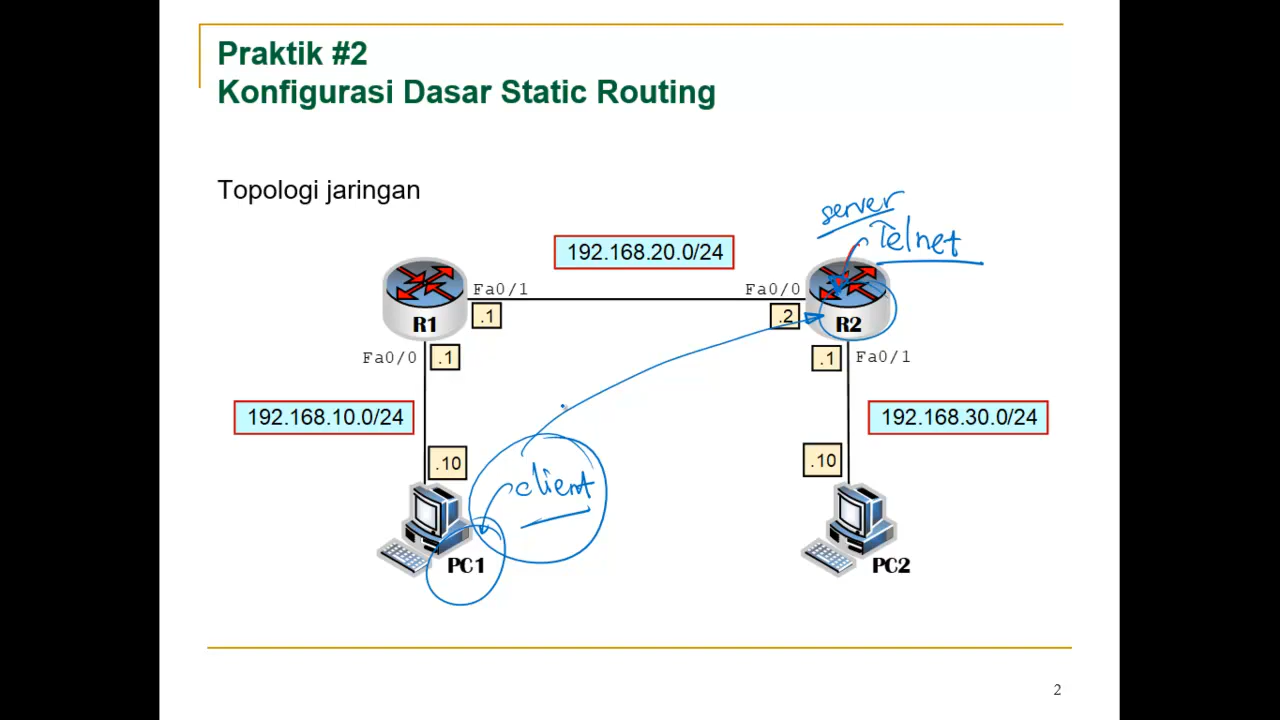 Praktik #2
Konfigurasi Dasar Static Routing
Topologi jaringan
server
Telnet
192.168.20.0/24
Fa0/1
Fa0/0
.1
.2
R1
R2
Fa0/0
.1
.1
Fa0/1
192.168.10.0/24
192.168.30.0/24
.10
.10
client
PC1
PC2
2